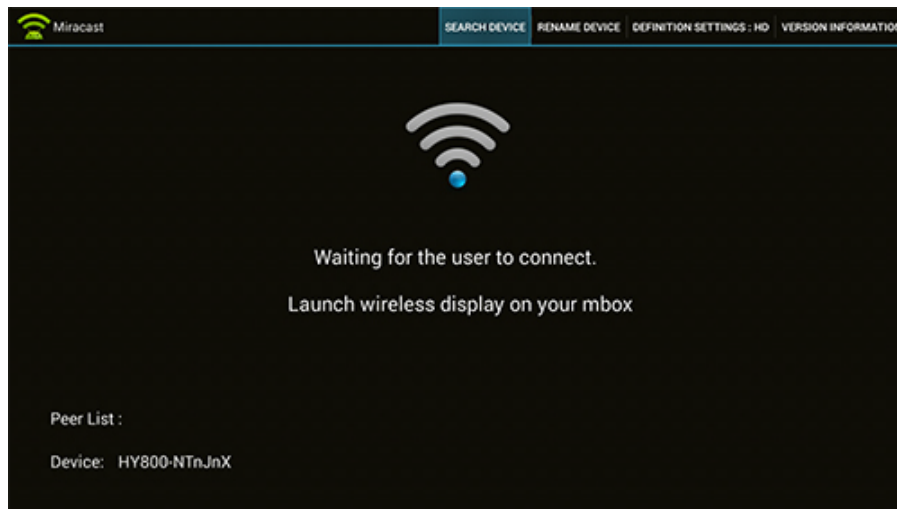 Miracast SEARCH DEVICE RENAME DEVICE DEFINITION SETTINGS : HD VERSION INFORMATION
Waiting for the user to connect.
Launch wireless display on your mbox
Peer List :
Device: HY800-NTnJnX